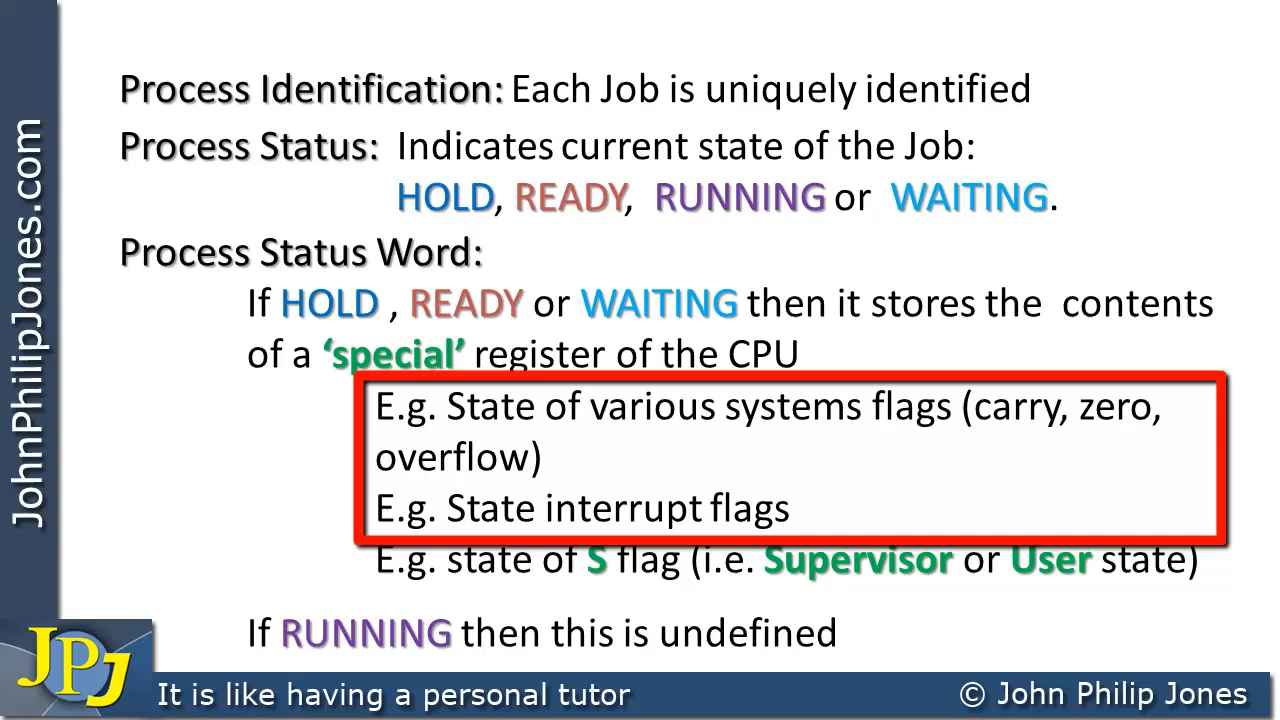 Process Identification: Each Job is uniquely identified
Process Status: Indicates current state of the Job:
HOLD, READY, RUNNING or WAITING.
Process Status Word:
If HOLD , READY or WAITING then it stores the contents
of a ‘special’ register of the CPU
E.g. State of various systems flags (carry, zero,
overflow)
E.g. State interrupt flags
E.g. state of S flag (i.e. Supervisor or User state)
If RUNNING then this is undefined
JohnPhilipJones.com
JPJ
It is like having a personal tutor
© John Philip Jones